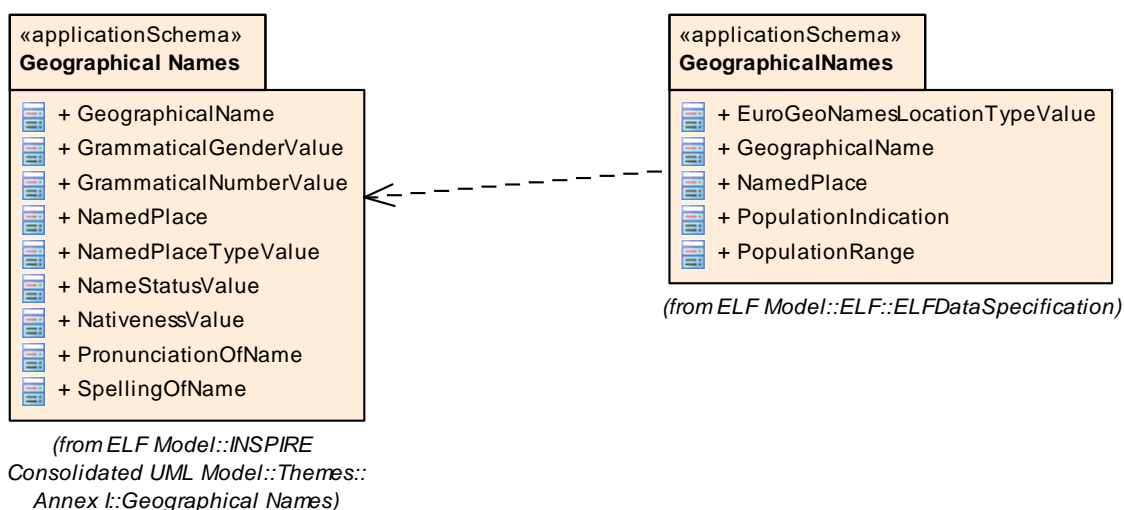 «applicationSchema»
Geographical Names
+ GeographicalName
+ GrammaticalGenderValue
+ GrammaticalNumberValue
+ NamedPlace
+ NamedPlaceTypeValue
+ NameStatusValue
+ NativenessValue
+ PronunciationOfName
+ SpellingOfName
(from ELF Model::INSPIRE
Consolidated UML Model::Themes::
Annex I::Geographical Names)
«applicationSchema»
GeographicalNames
+ EuroGeoNamesLocationTypeValue
+ GeographicalName
+ NamedPlace
+ PopulationIndication
+ PopulationRange
(from ELF Model::ELF::ELFDataSpecification)